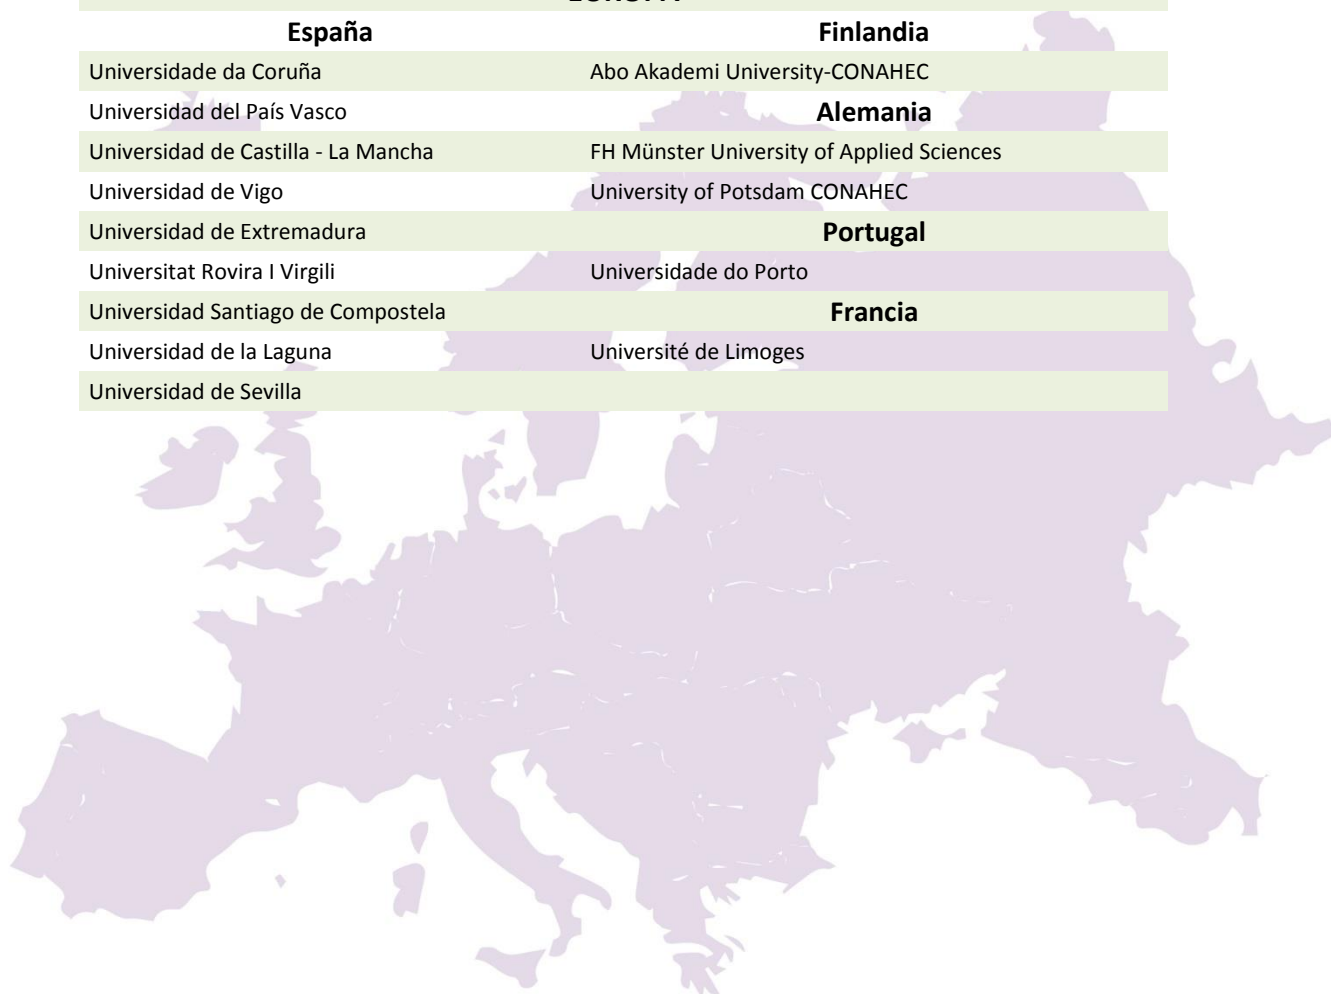 España Finlandia
Universidade da Coruña Abo Akademi University-CONAHEC
Universidad del País Vasco Alemania
Universidad de Castilla - La Mancha FH Münster University of Applied Sciences
Universidad de Vigo University of Potsdam CONAHEC
Universidad de Extremadura Portugal
Universitat Rovira I Virgili Universidade do Porto
Universidad Santiago de Compostela Francia
Universidad de la Laguna Université de Limoges
Universidad de Sevilla